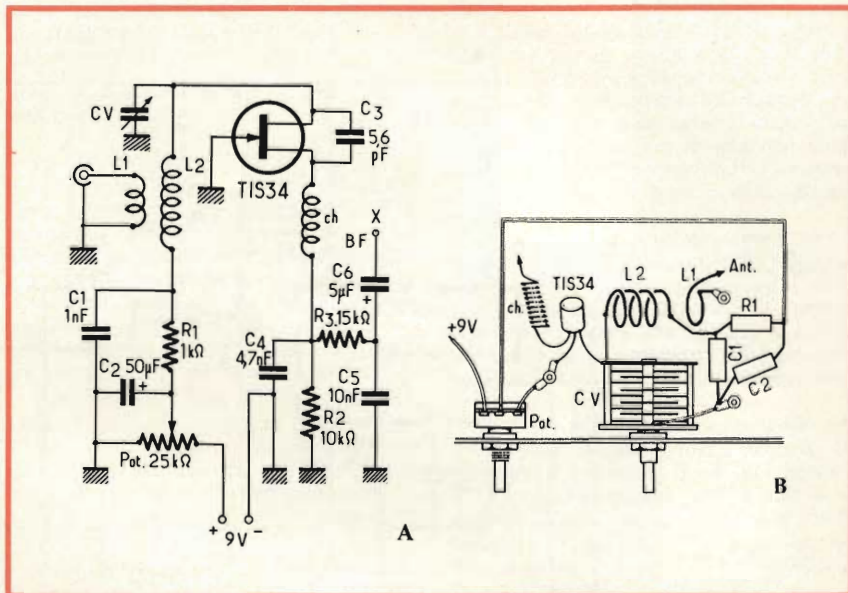 CV
L1
L2
TIS34
C3
5,6
pF
ch
X
BF
C6
5µF
+
C1
1nF
R1
1kΩ
C2 50µF
+
C4
4,7nF
R3.15kΩ
C5
10nF
R2
10kΩ
Pot. 25kΩ
+ 9V -
A
+9V
ch.
TIS34
L2
L1
Ant.
R1
C1
C2
CV
Pot.
B